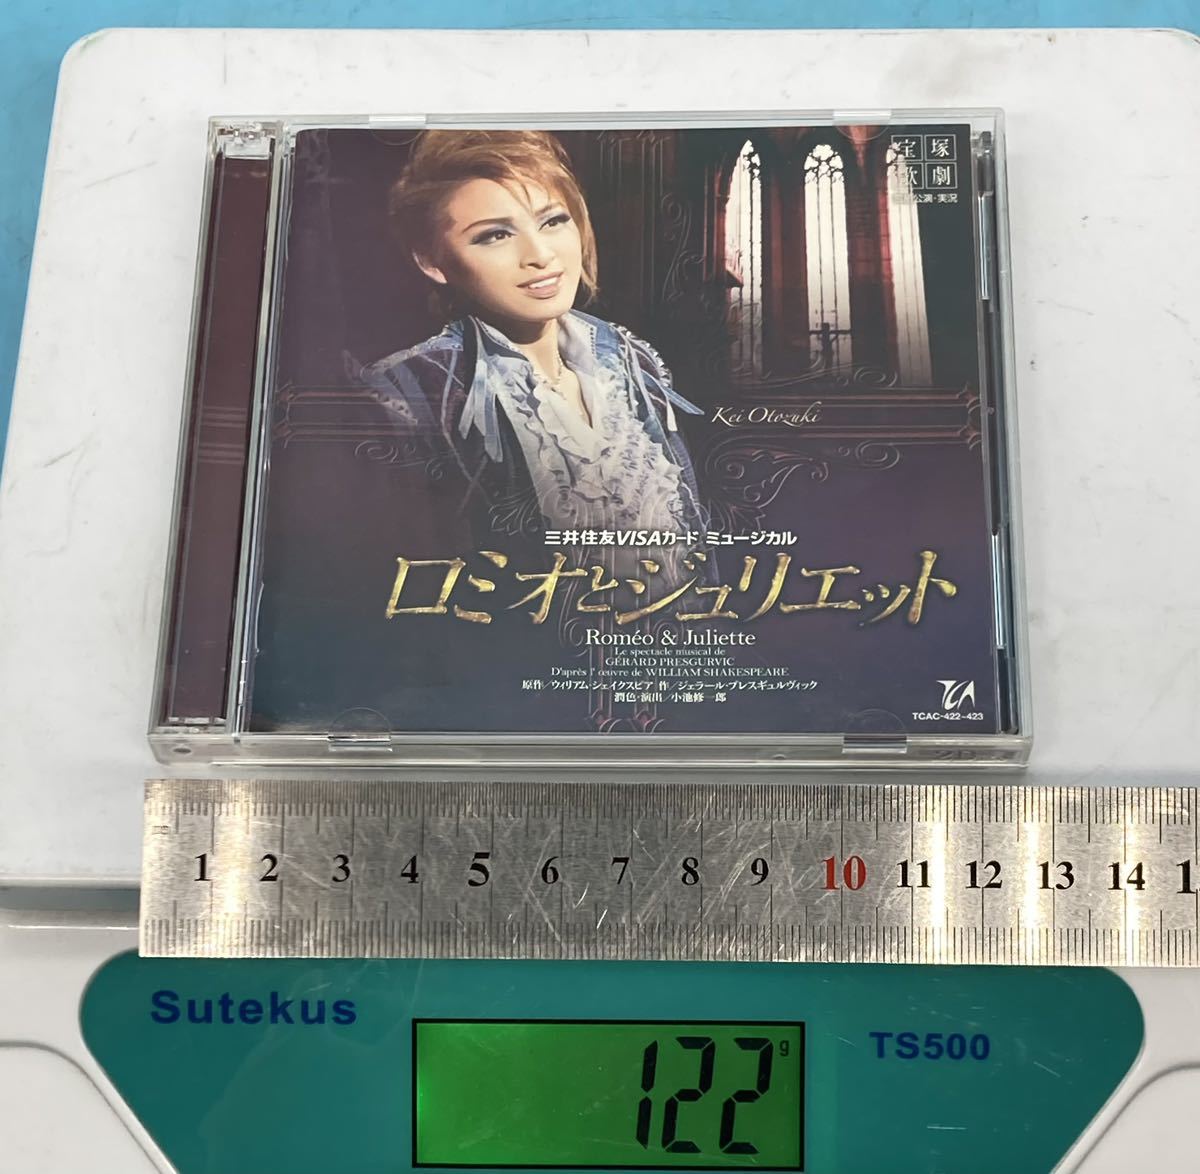 宝塚
歌劇
公演・実況
Kei Otozuki
三井住友VISAカード ミュージカル
ロミオとジュリエット
Roméo & Juliette
Le spectacle musical de
GÉRARD PRESGURVIC
D'après l'œuvre de WILLIAM SHAKESPEARE
原作/ウィリアム・シェイクスピア 作/ジェラール・プレスギュルヴィック
潤色・演出/小池修一郎
TCA
TCAC-422~423
1 2 3 4 5 6 7 8 9 10 11 12 13 14 1
Sutekus
122 g
TS500